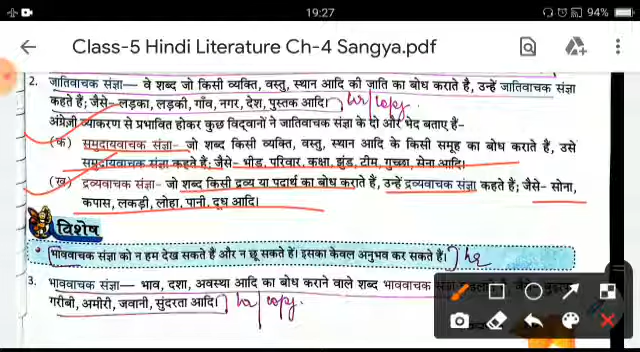 19:27
94%
Class-5 Hindi Literature Ch-4 Sangya.pdf
2. जातिवाचक संज्ञा— वे शब्द जो किसी व्यक्ति, वस्तु, स्थान आदि की जाति का बोध कराते है, उन्हें जातिवाचक संज्ञा
कहते हैं; जैसे– लड़का, लड़की, गाँव, नगर, देश, पुस्तक आदि। hw/copy
अंग्रेज़ी व्याकरण से प्रभावित होकर कुछ विद्वानों ने जातिवाचक संज्ञा के दो और भेद बताए हैं–
(क) समुदायवाचक संज्ञा- जो शब्द किसी व्यक्ति, वस्तु, स्थान आदि के किसी समूह का बोध कराते हैं, उसे
समुदायवाचक संज्ञा कहते हैं; जैसे- भीड़, परिवार, कक्षा, झुंड, टीम, गुच्छा, सेना आदि।
(ख) द्रव्यवाचक संज्ञा- जो शब्द किसी द्रव्य या पदार्थ का बोध कराते हैं, उन्हें द्रव्यवाचक संज्ञा कहते हैं; जैसे– सोना,
कपास, लकड़ी, लोहा, पानी, दूध आदि।
विशेष
• भाववाचक संज्ञा को न हम देख सकते हैं और न छू सकते हैं। इसका केवल अनुभव कर सकते हैं।
3. भाववाचक संज्ञा— भाव, दशा, अवस्था आदि का बोध कराने वाले शब्द भाववाचक
गरीबी, अमीरी, जवानी, सुंदरता आदि। hw/copy